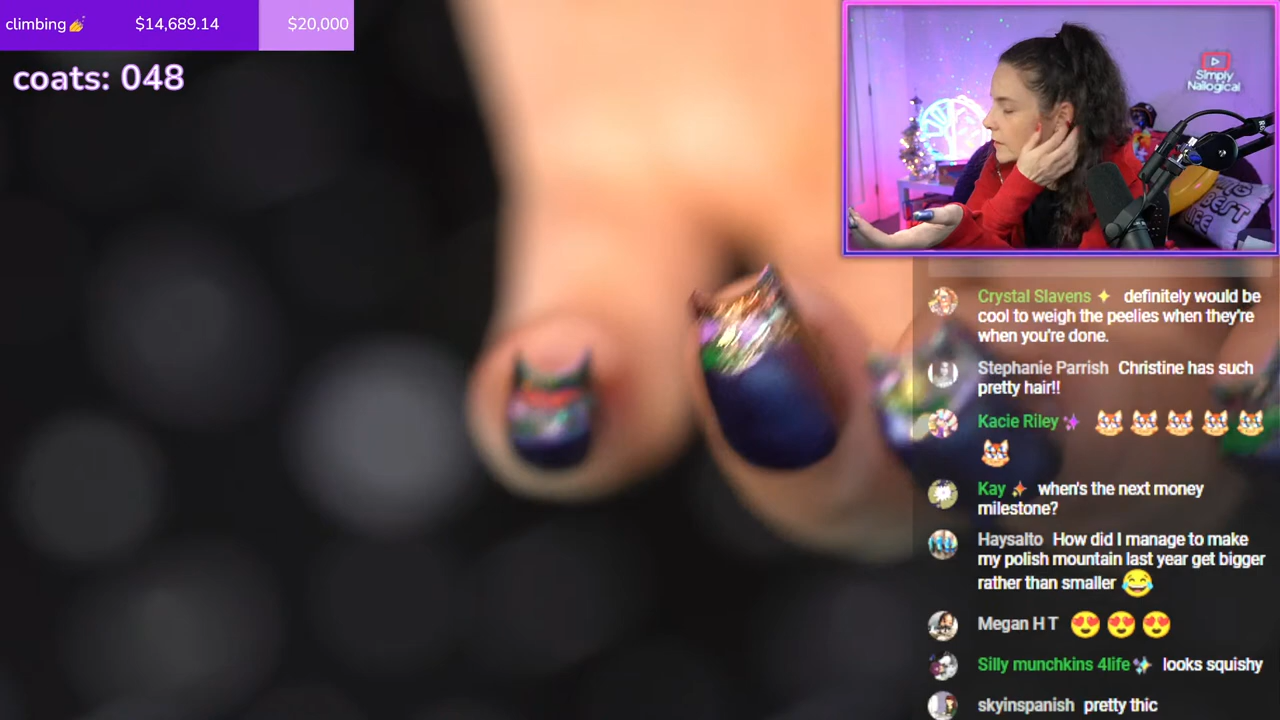 climbing💅 $14,689.14 $20,000
coats: 048
Simply
Nailogical
Crystal Slavens ✨ definitely would be
cool to weigh the peelies when they're
when you're done.
Stephanie Parrish Christine has such
pretty hair!!
Kacie Riley ✨ 🐱🐱🐱🐱🐱
🐱
Kay ✨ when's the next money
milestone?
Haysalto How did I manage to make
my polish mountain last year get bigger
rather than smaller 😂
Megan H T 😍😍😍
Silly munchkins 4life ✨ looks squishy
skyinspanish pretty thic